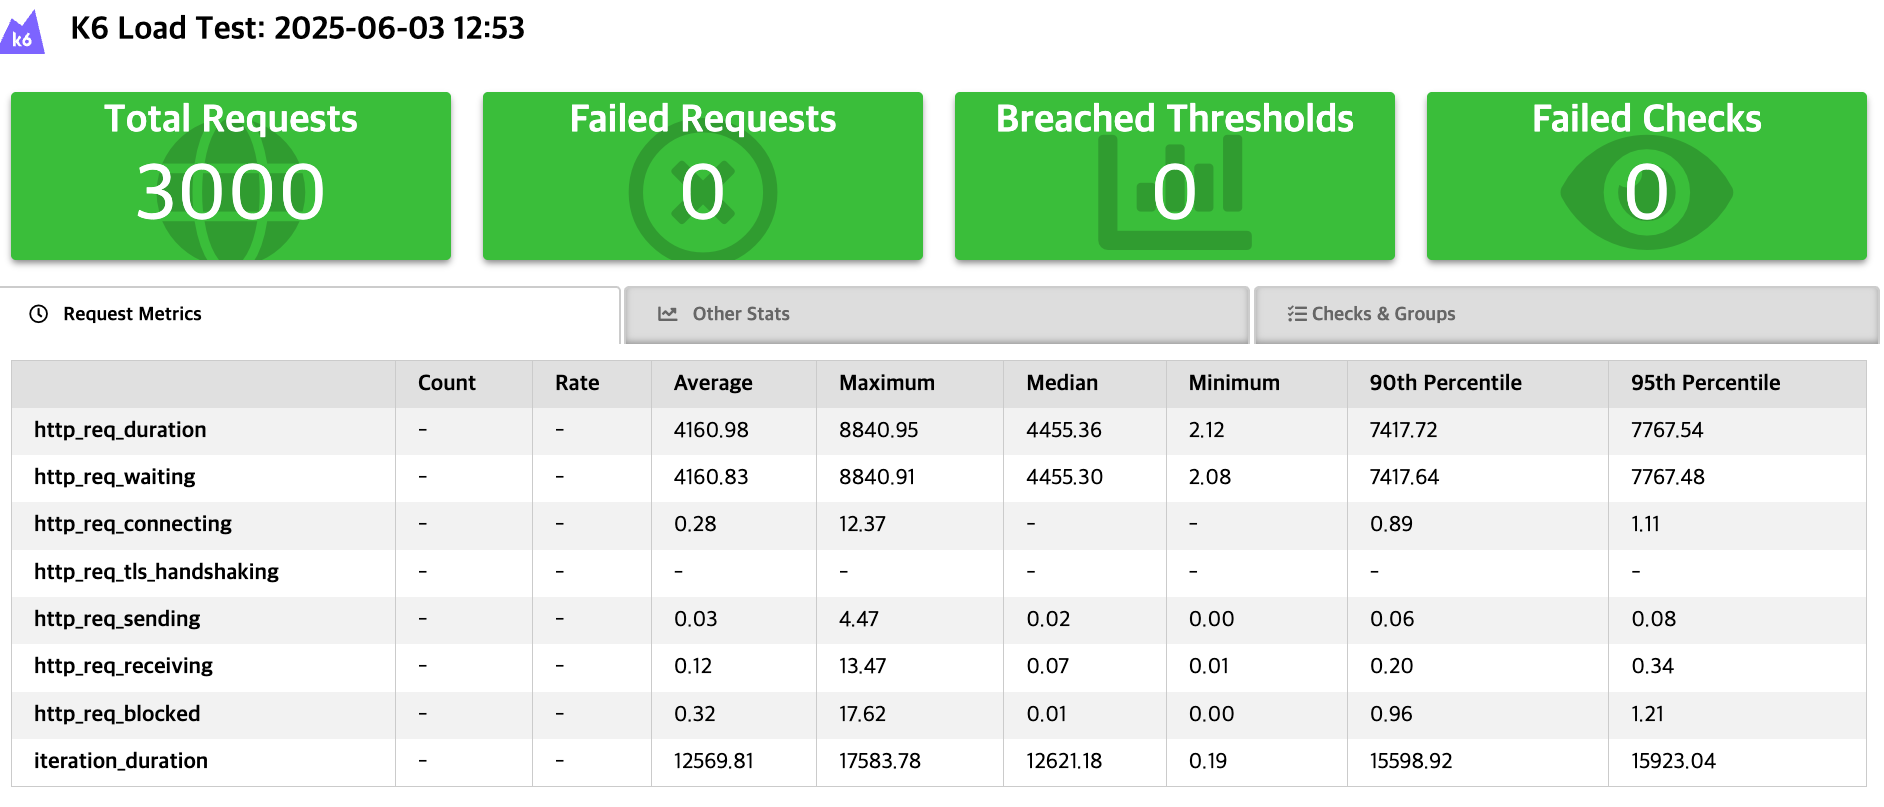 k6
K6 Load Test: 2025-06-03 12:53
Total Requests
3000
Failed Requests
0
Breached Thresholds
0
Failed Checks
0
Request Metrics
Other Stats
Checks & Groups
Count Rate Average Maximum Median Minimum 90th Percentile 95th Percentile
http_req_duration - - 4160.98 8840.95 4455.36 2.12 7417.72 7767.54
http_req_waiting - - 4160.83 8840.91 4455.30 2.08 7417.64 7767.48
http_req_connecting - - 0.28 12.37 - - 0.89 1.11
http_req_tls_handshaking - - - - - - - -
http_req_sending - - 0.03 4.47 0.02 0.00 0.06 0.08
http_req_receiving - - 0.12 13.47 0.07 0.01 0.20 0.34
http_req_blocked - - 0.32 17.62 0.01 0.00 0.96 1.21
iteration_duration - - 12569.81 17583.78 12621.18 0.19 15598.92 15923.04